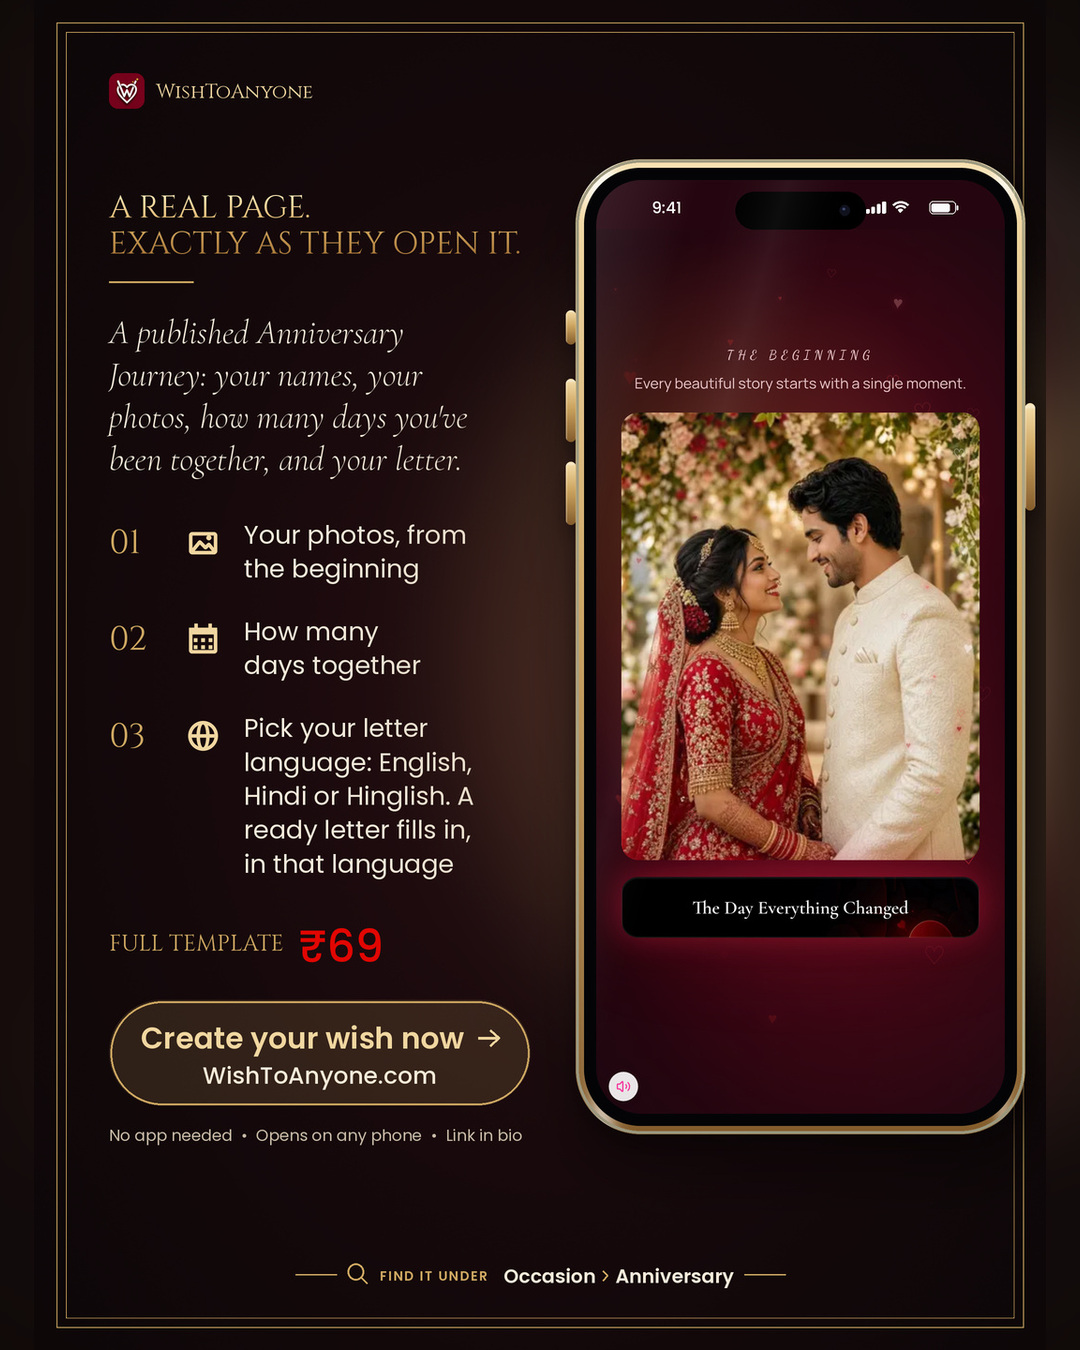 WishToAnyone
A REAL PAGE.
EXACTLY AS THEY OPEN IT.
A published Anniversary
Journey: your names, your
photos, how many days you've
been together, and your letter.
01
Your photos, from
the beginning
02
How many
days together
03
Pick your letter
language: English,
Hindi or Hinglish. A
ready letter fills in,
in that language
FULL TEMPLATE ₹69
Create your wish now →
WishToAnyone.com
No app needed • Opens on any phone • Link in bio
9:41
THE BEGINNING
Every beautiful story starts with a single moment.
The Day Everything Changed
FIND IT UNDER Occasion > Anniversary